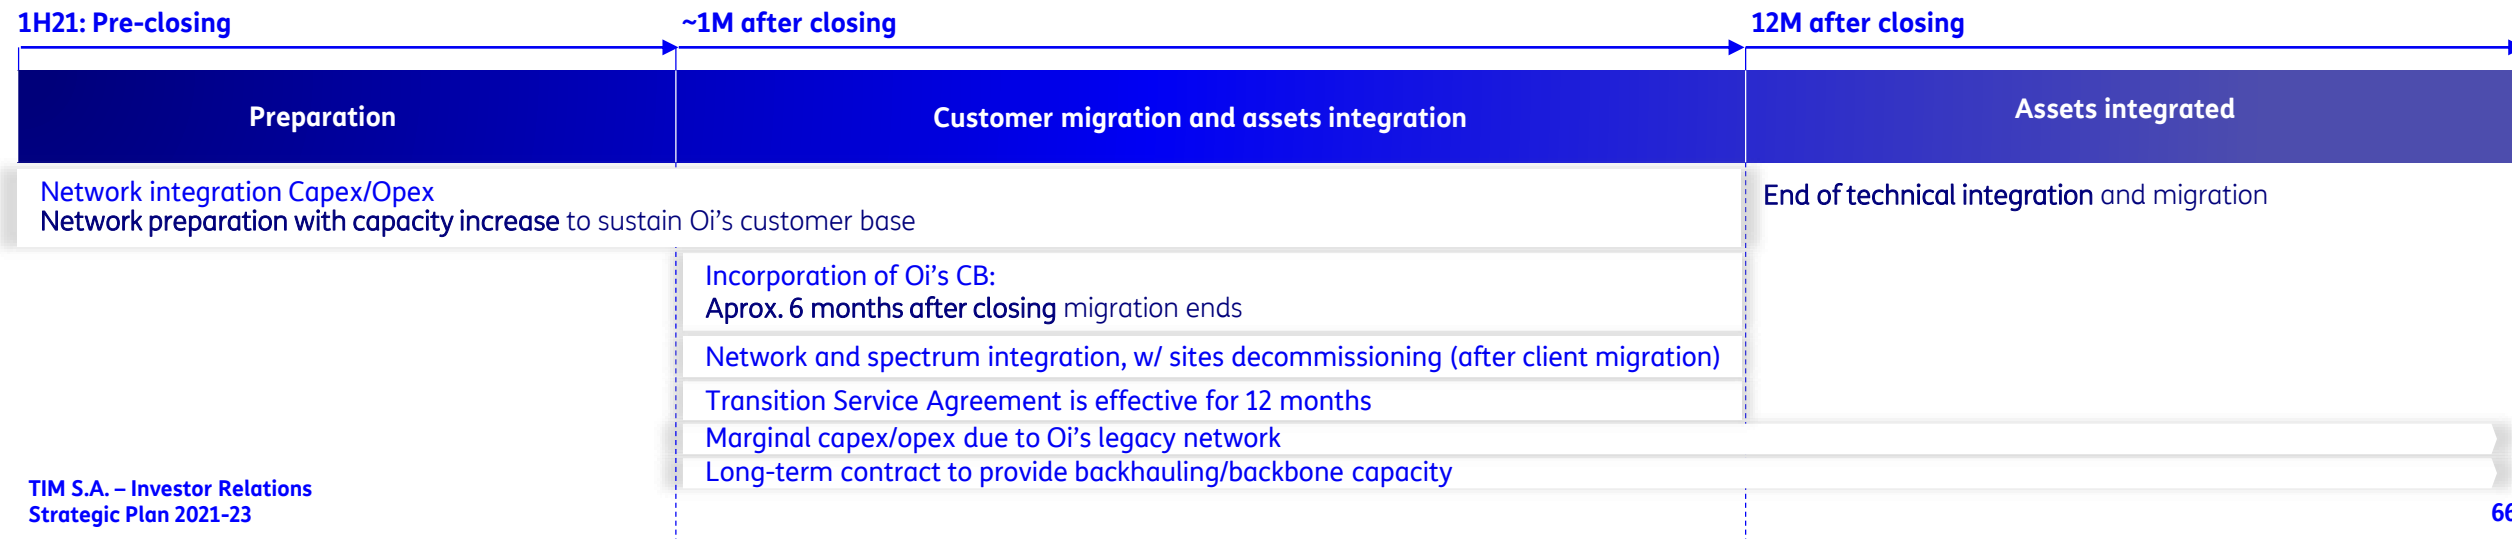 1H21: Pre-closing
~1M after closing
12M after closing
Preparation
Customer migration and assets integration
Assets integrated
Network integration Capex/Opex
Network preparation with capacity increase to sustain Oi’s customer base
End of technical integration and migration
Incorporation of Oi’s CB:
Aprox. 6 months after closing migration ends
Network and spectrum integration, w/ sites decommissioning (after client migration)
Transition Service Agreement is effective for 12 months
Marginal capex/opex due to Oi’s legacy network
Long-term contract to provide backhauling/backbone capacity
TIM S.A. – Investor Relations
Strategic Plan 2021-23
66